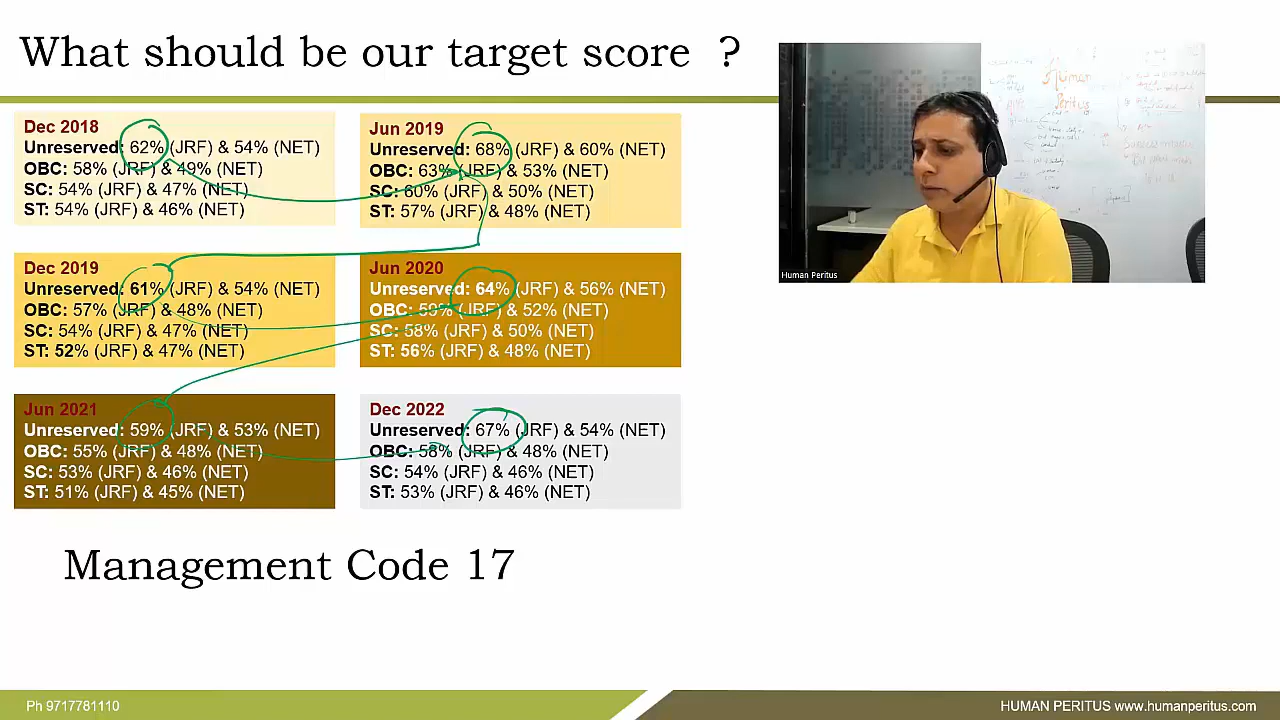 What should be our target score ?
Dec 2018
Unreserved: 62% (JRF) & 54% (NET)
OBC: 58% (JRF) & 49% (NET)
SC: 54% (JRF) & 47% (NET)
ST: 54% (JRF) & 46% (NET)
Jun 2019
Unreserved: 68% (JRF) & 60% (NET)
OBC: 63% (JRF) & 53% (NET)
SC: 60% (JRF) & 50% (NET)
ST: 57% (JRF) & 48% (NET)
Dec 2019
Unreserved: 61% (JRF) & 54% (NET)
OBC: 57% (JRF) & 48% (NET)
SC: 54% (JRF) & 47% (NET)
ST: 52% (JRF) & 47% (NET)
Jun 2020
Unreserved: 64% (JRF) & 56% (NET)
OBC: 59% (JRF) & 52% (NET)
SC: 58% (JRF) & 50% (NET)
ST: 56% (JRF) & 48% (NET)
Jun 2021
Unreserved: 59% (JRF) & 53% (NET)
OBC: 55% (JRF) & 48% (NET)
SC: 53% (JRF) & 46% (NET)
ST: 51% (JRF) & 45% (NET)
Dec 2022
Unreserved: 67% (JRF) & 54% (NET)
OBC: 58% (JRF) & 48% (NET)
SC: 54% (JRF) & 46% (NET)
ST: 53% (JRF) & 46% (NET)
Management Code 17
Human
Peritus
Human Peritus
Ph 9717781110
HUMAN PERITUS www.humanperitus.com